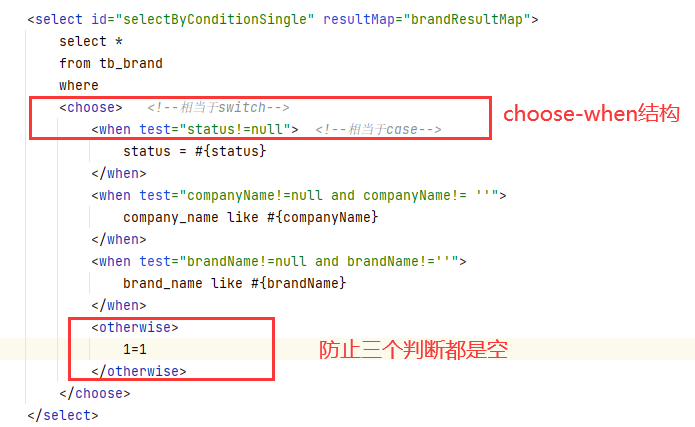 <select id="selectByConditionSingle" resultMap="brandResultMap">
select *
from tb_brand
where
<choose> <!--相当于switch-->
choose-when结构
<when test="status!=null"> <!--相当于case-->
status = #{status}
</when>
<when test="companyName!=null and companyName!= ''">
company_name like #{companyName}
</when>
<when test="brandName!=null and brandName!=''">
brand_name like #{brandName}
</when>
<otherwise>
1=1
防止三个判断都是空
</otherwise>
</choose>
</select>